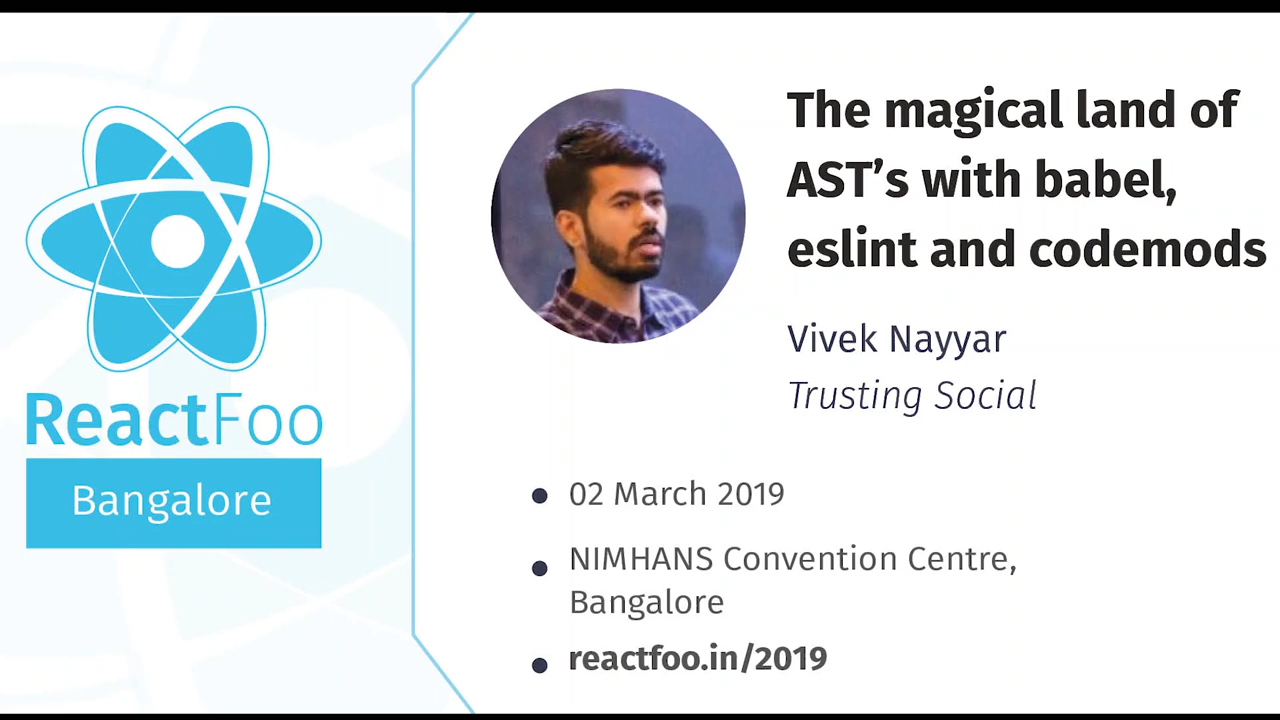 ReactFoo
Bangalore
The magical land of
AST’s with babel,
eslint and codemods
Vivek Nayyar
Trusting Social
02 March 2019
NIMHANS Convention Centre,
Bangalore
reactfoo.in/2019